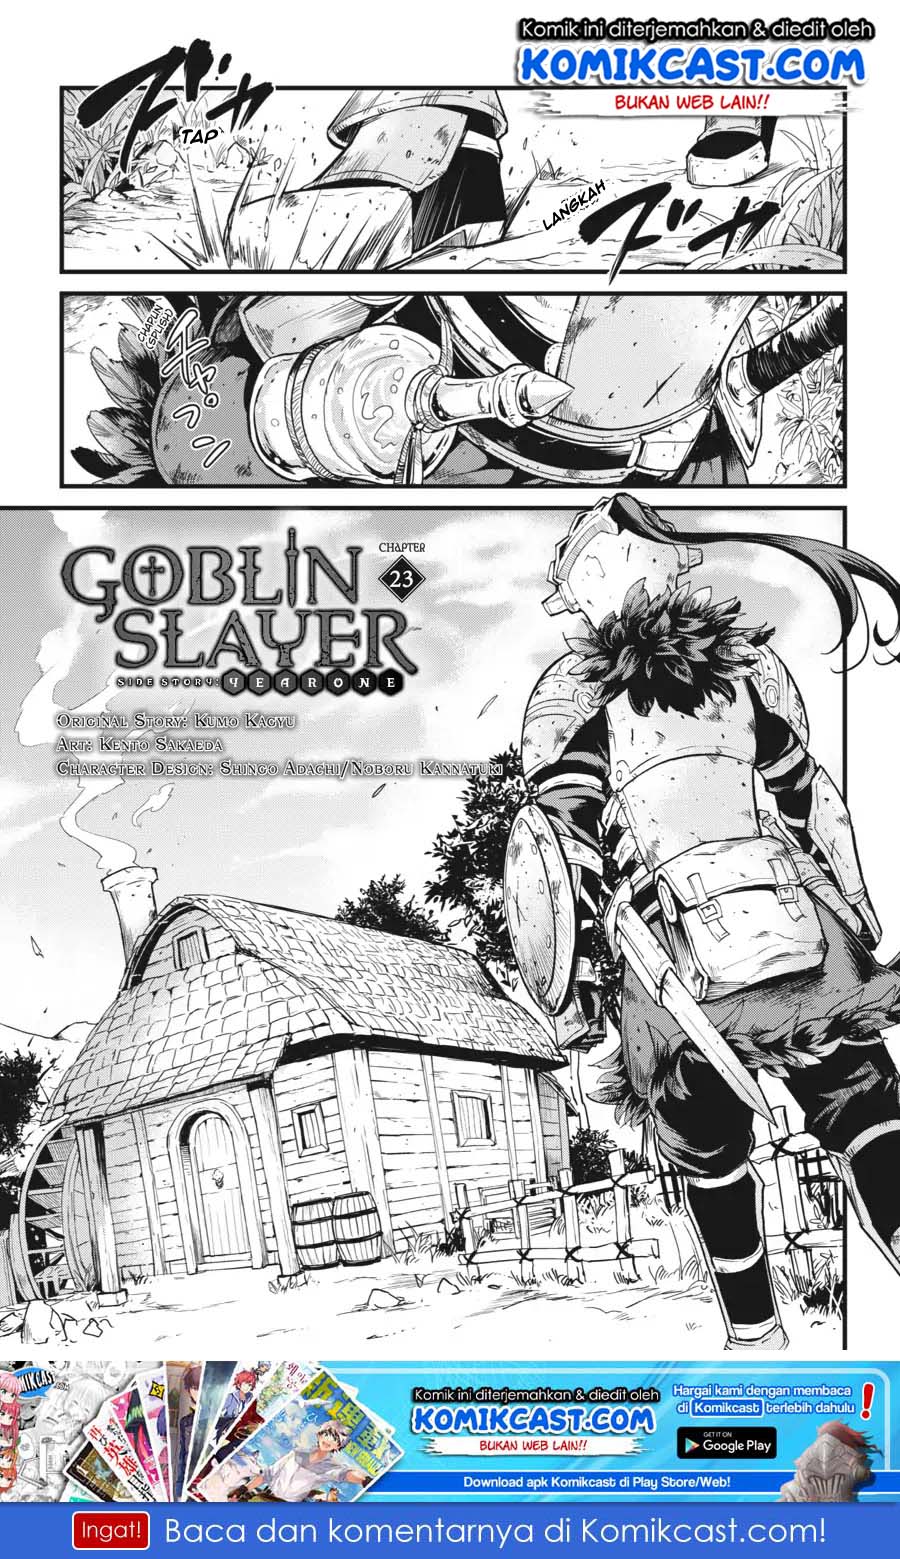 Komik ini diterjemahkan & diedit oleh
KOMIKCAST.COM
BUKAN WEB LAIN!!
ズヤ
TAP
LANGKAH
ズヤ
CHAPUN
(SPLISH)
チャプン
GOBLIN
SLAYER
SIDE STORY: YEAR ONE
CHAPTER
23
ORIGINAL STORY: KUMO KAGYU
ART: KENTO SAKAEDA
CHARACTER DESIGN: SHINGO ADACHI/NOBORU KANNATUKI
Komik ini diterjemahkan & diedit oleh
KOMIKCAST.COM
BUKAN WEB LAIN!!
Hargai kami dengan membaca
di Komikcast terlebih dahulu !
GET IT ON
Google Play
Download apk Komikcast di Play Store/Web!
Ingat! Baca dan komentarnya di Komikcast.com!